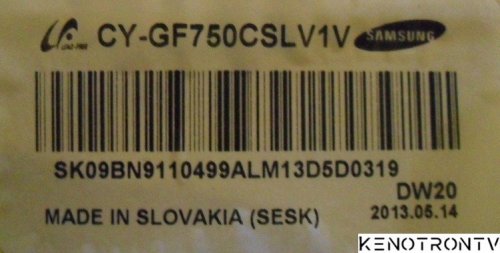 CY-GF750CSLV1V SAMSUNG
SK09BN9110499ALM13D5D0319
DW20
MADE IN SLOVAKIA (SESK) 2013.05.14
KENOTRONTV